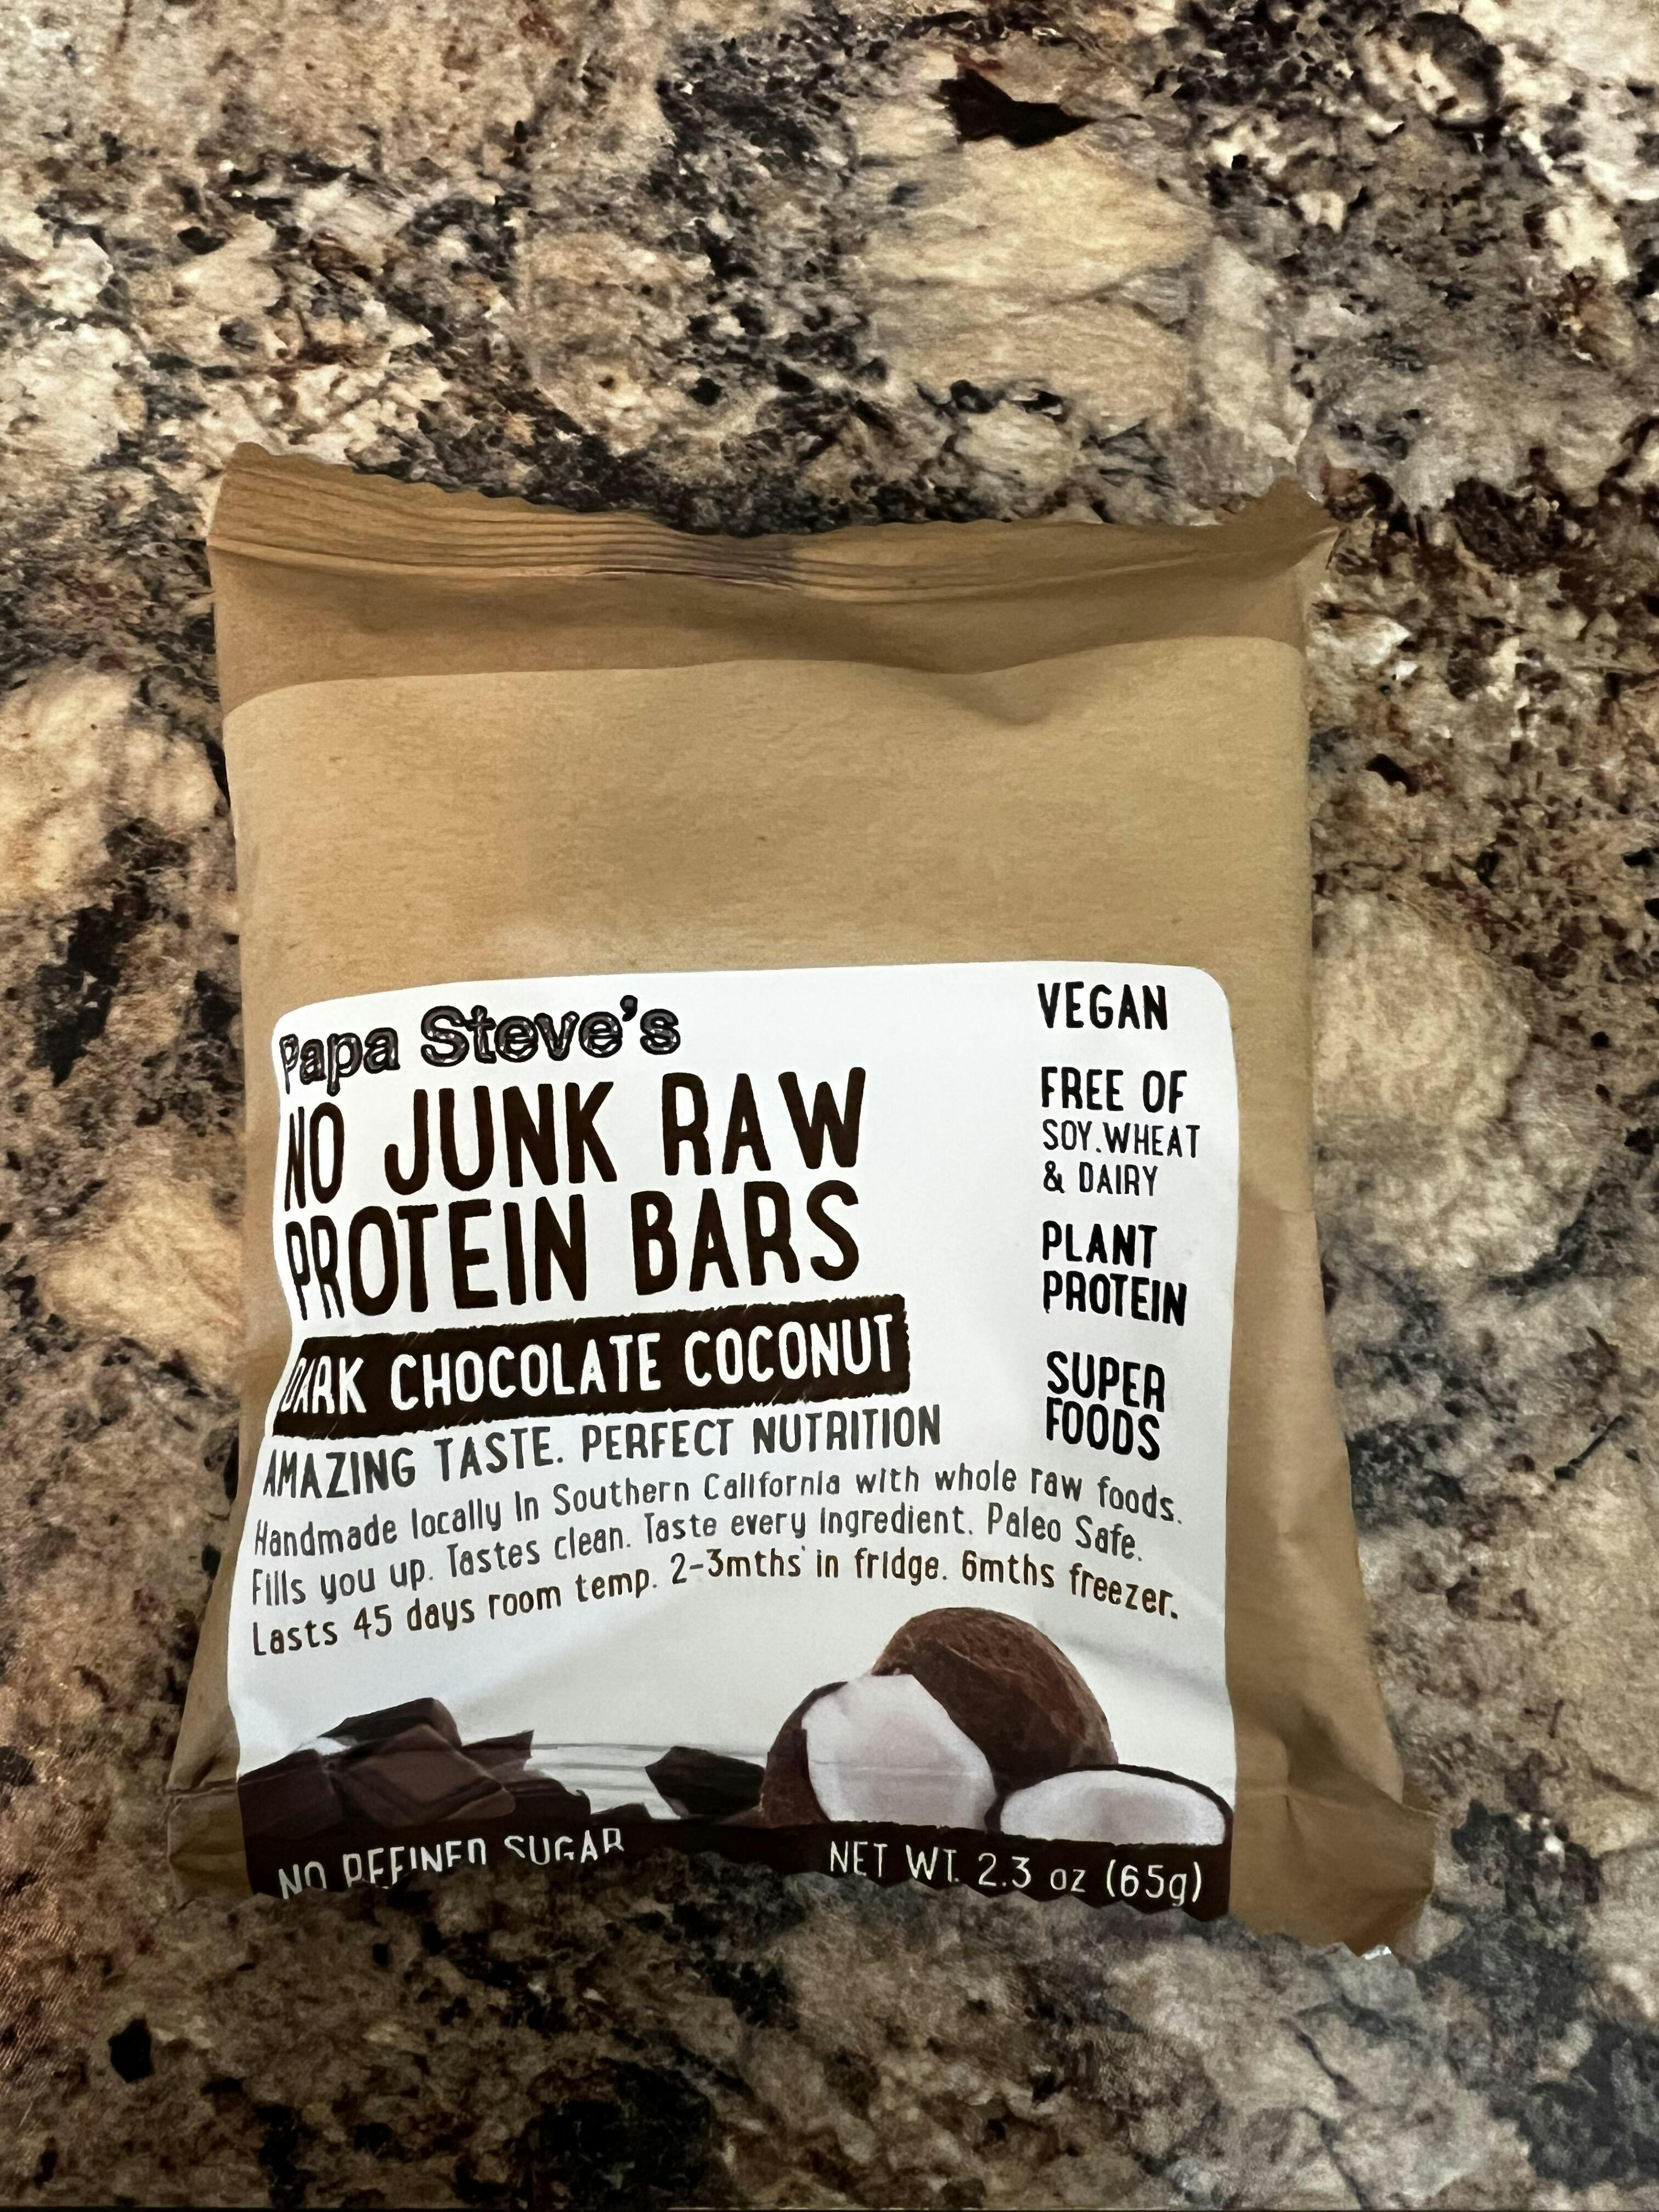 Papa Steve's
NO JUNK RAW
PROTEIN BARS
DARK CHOCOLATE COCONUT
AMAZING TASTE. PERFECT NUTRITION
Handmade locally In Southern California with whole raw foods.
Fills you up. Tastes clean. Taste every ingredient. Paleo Safe.
Lasts 45 days room temp. 2-3mths in fridge. 6mths freezer.
VEGAN
FREE OF
SOY.WHEAT
& DAIRY
PLANT
PROTEIN
SUPER
FOODS
NO REFINED SUGAR
NET WT. 2.3 oz (65g)